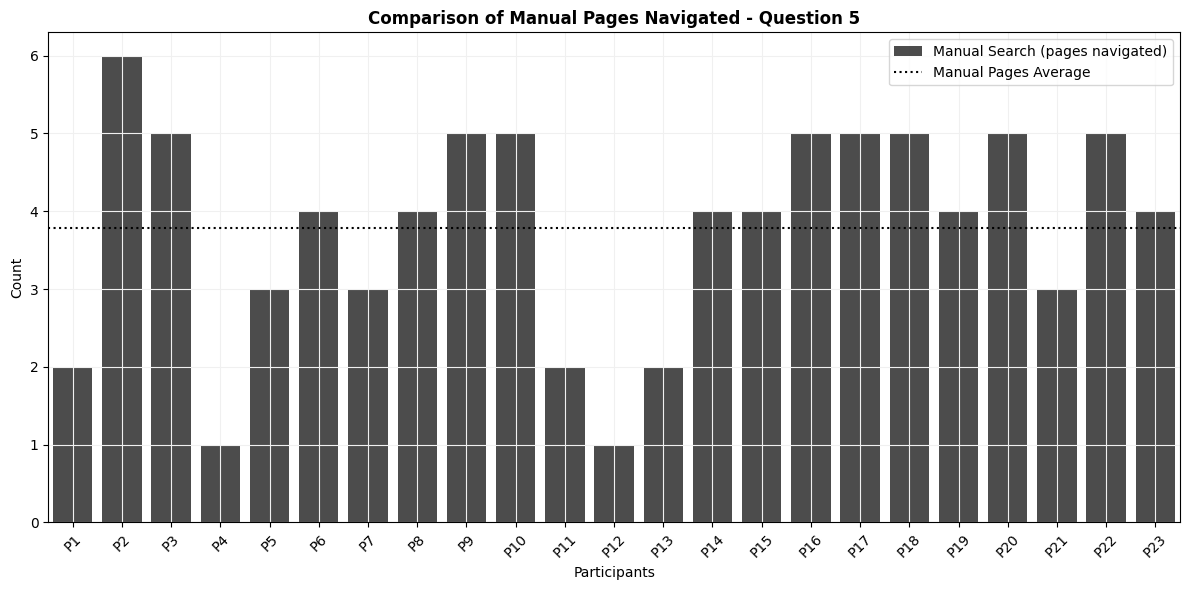 Comparison of Manual Pages Navigated - Question 5
Manual Search (pages navigated)
Manual Pages Average
Count
6
5
4
3
2
1
0
P1 P2 P3 P4 P5 P6 P7 P8 P9 P10 P11 P12 P13 P14 P15 P16 P17 P18 P19 P20 P21 P22 P23
Participants